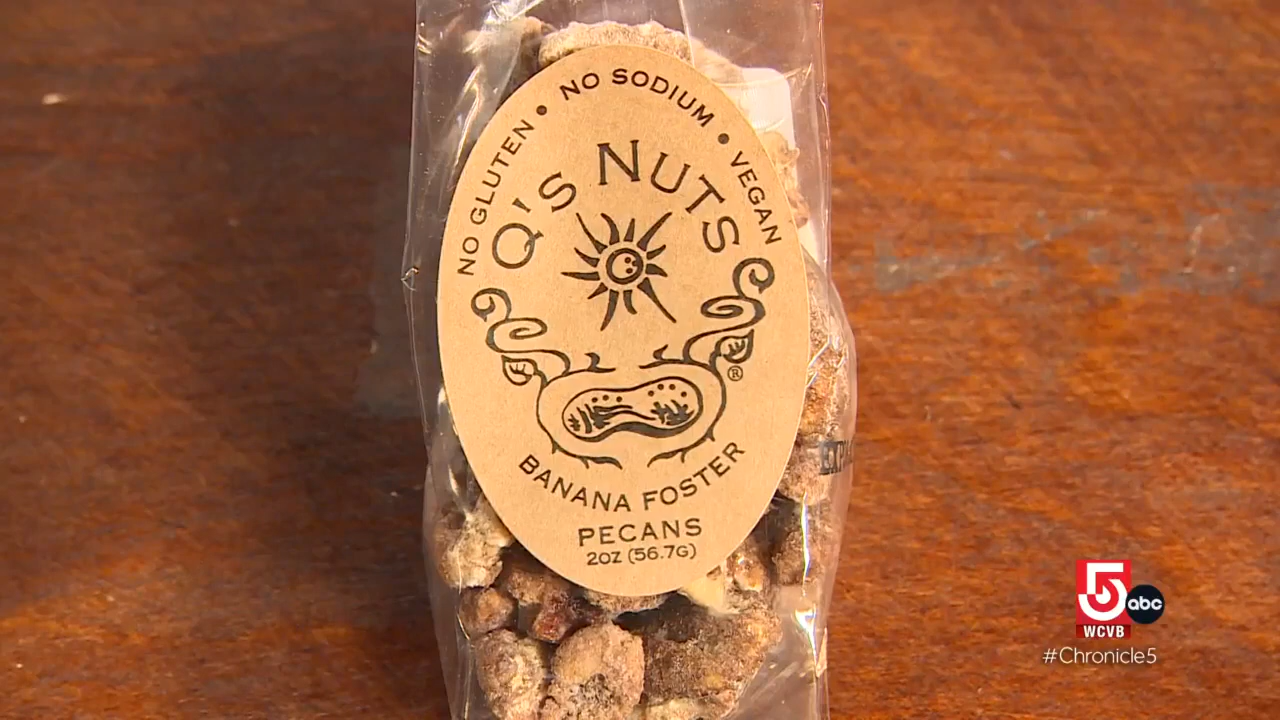 NO GLUTEN • NO SODIUM • VEGAN
Q'S NUTS
®
BANANA FOSTER
PECANS
2OZ (56.7G)
5 abc
WCVB
#Chronicle5